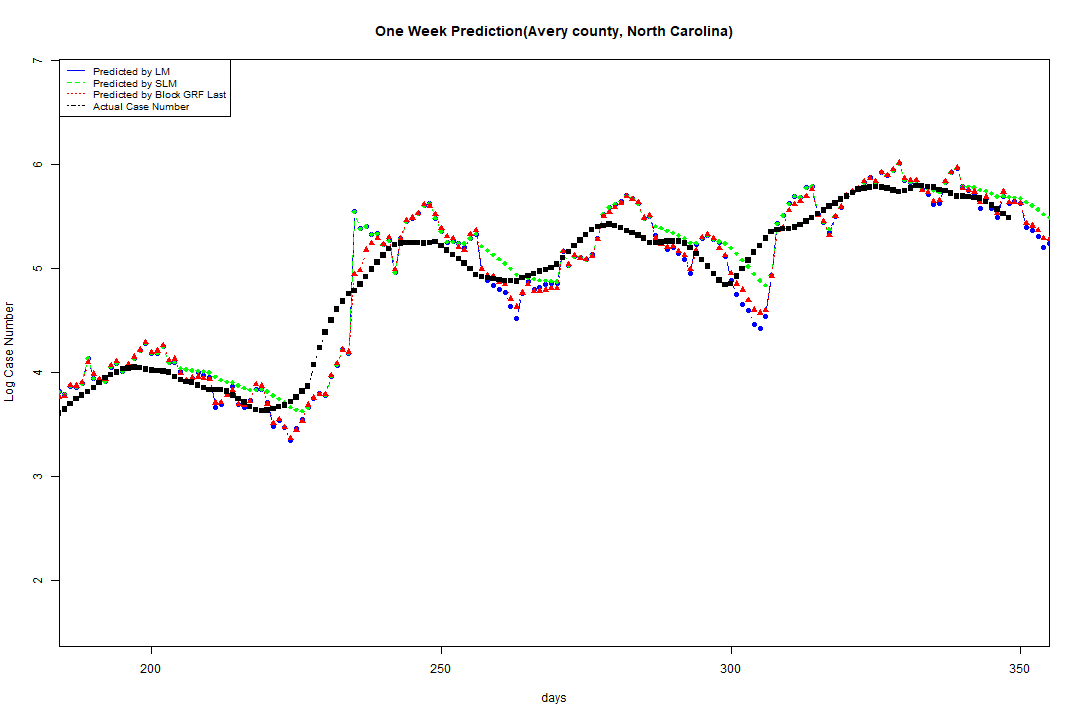 One Week Prediction(Avery county, North Carolina)
Predicted by LM
Predicted by SLM
Predicted by Block GRF Last
Actual Case Number
7
6
5
4
3
2
Log Case Number
200 250 300 350
days